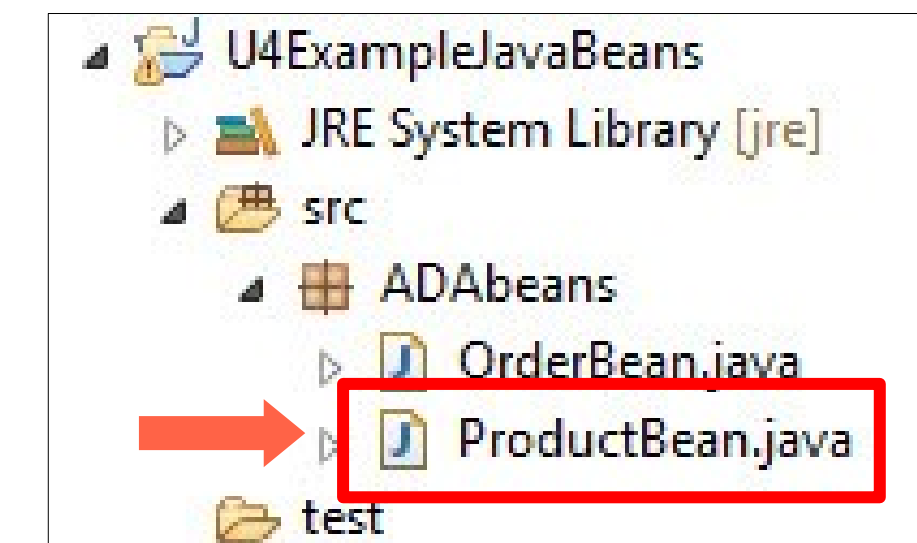 U4ExampleJavaBeans
JRE System Library [jre]
src
ADAbeans
OrderBean.java
ProductBean.java
test